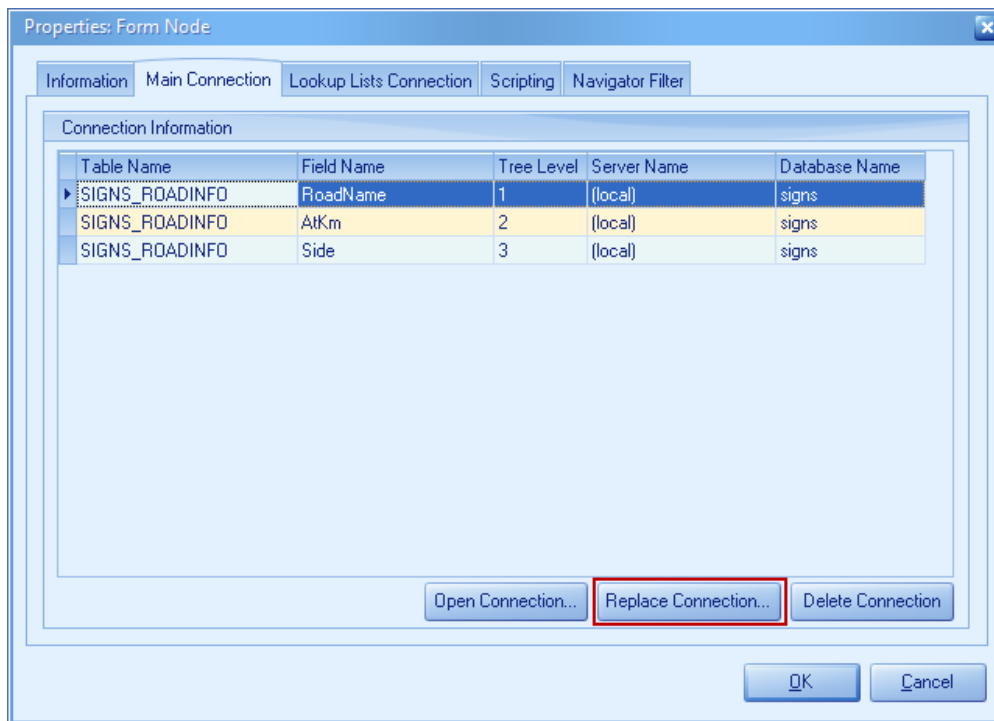 Properties: Form Node
Information Main Connection Lookup Lists Connection Scripting Navigator Filter
Connection Information
Table Name Field Name Tree Level Server Name Database Name
SIGNS_ROADINFO RoadName 1 (local) signs
SIGNS_ROADINFO AtKm 2 (local) signs
SIGNS_ROADINFO Side 3 (local) signs
Open Connection... Replace Connection... Delete Connection
OK Cancel